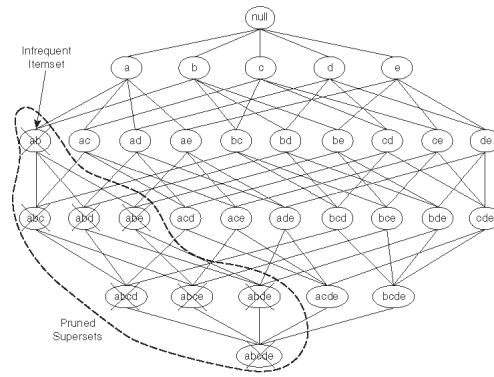 null
Infrequent
Itemset
a b c d e
ab ac ad ae bc bd be cd ce de
abc abd abe acd ace ade bcd bce bde cde
abcd abce abde acde bcde
Pruned
Supersets
abcde